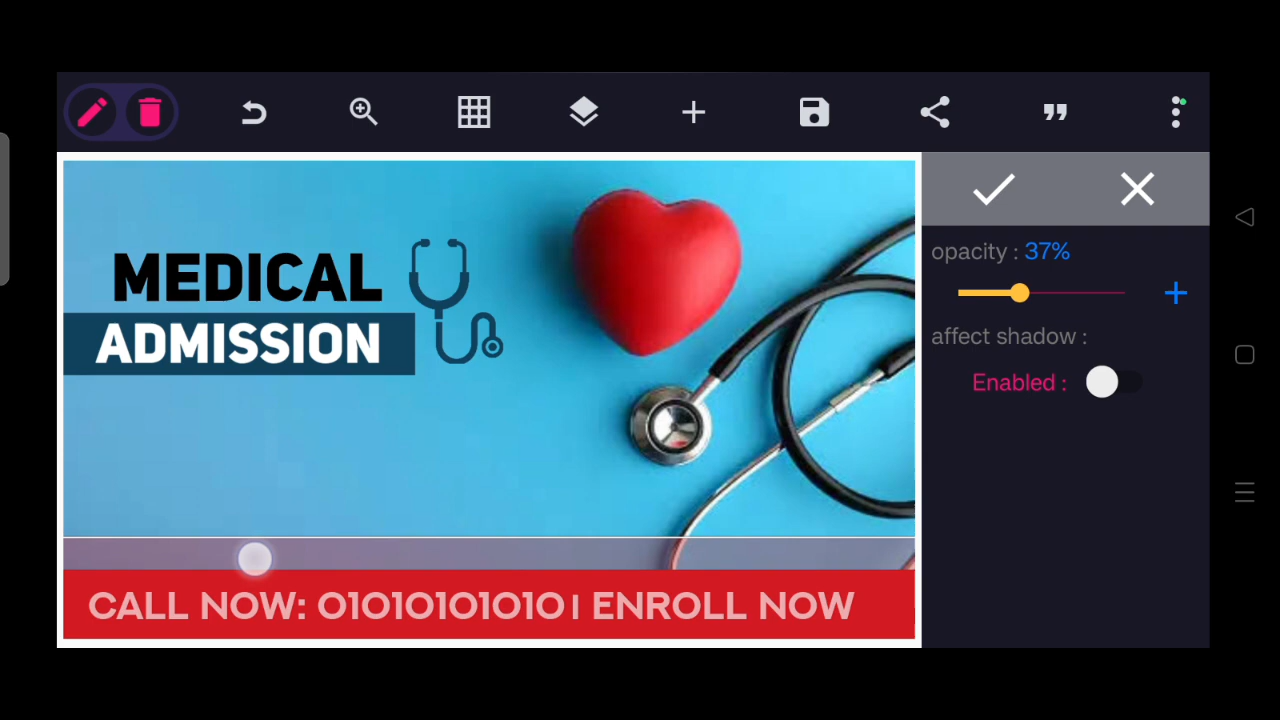 MEDICAL
ADMISSION
opacity : 37%
affect shadow :
Enabled :
CALL NOW: 01010101010 | ENROLL NOW